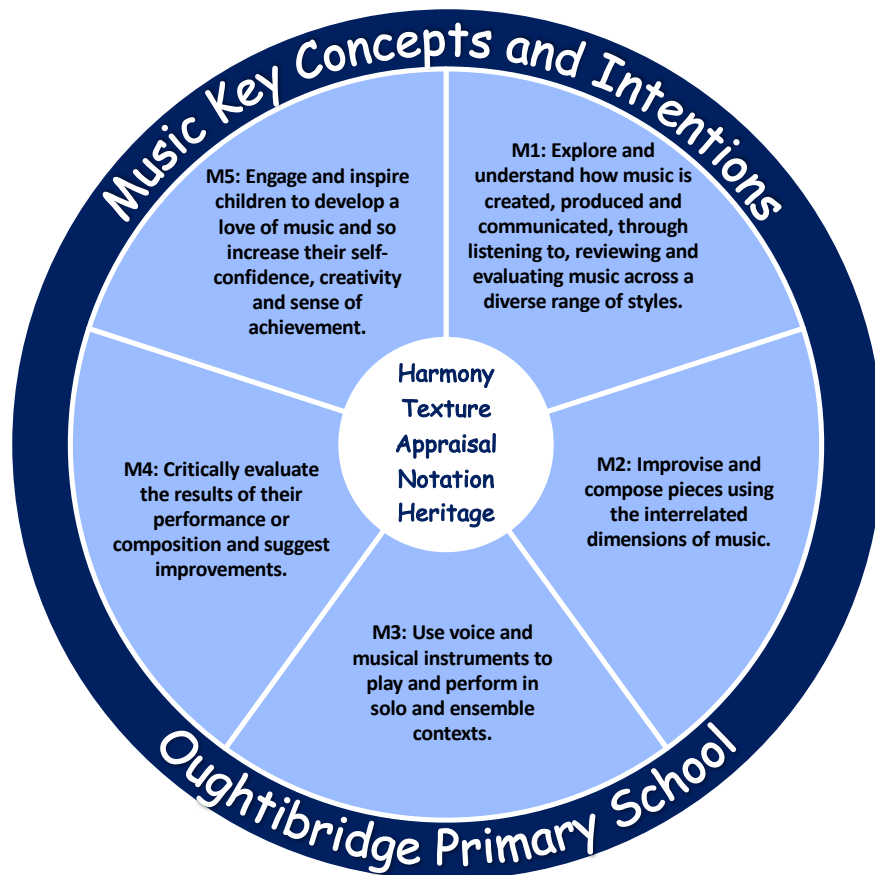 Music Key Concepts and Intentions
M1: Explore and
understand how music is
created, produced and
communicated, through
listening to, reviewing and
evaluating music across a
diverse range of styles.
M2: Improvise and
compose pieces using
the interrelated
dimensions of music.
M3: Use voice and
musical instruments to
play and perform in
solo and ensemble
contexts.
M4: Critically evaluate
the results of their
performance or
composition and suggest
improvements.
M5: Engage and inspire
children to develop a
love of music and so
increase their self-
confidence, creativity
and sense of
achievement.
Harmony
Texture
Appraisal
Notation
Heritage
Oughtibridge Primary School